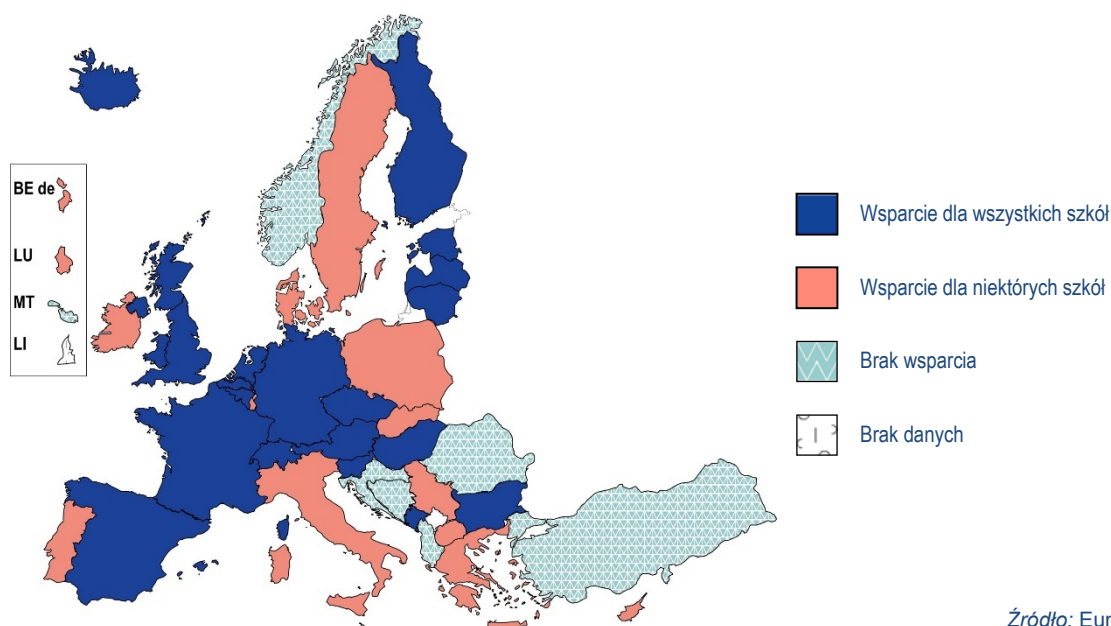 BE de
LU
MT
LI
Wsparcie dla wszystkich szkół
Wsparcie dla niektórych szkół
Brak wsparcia
Brak danych
Źródło: Eur